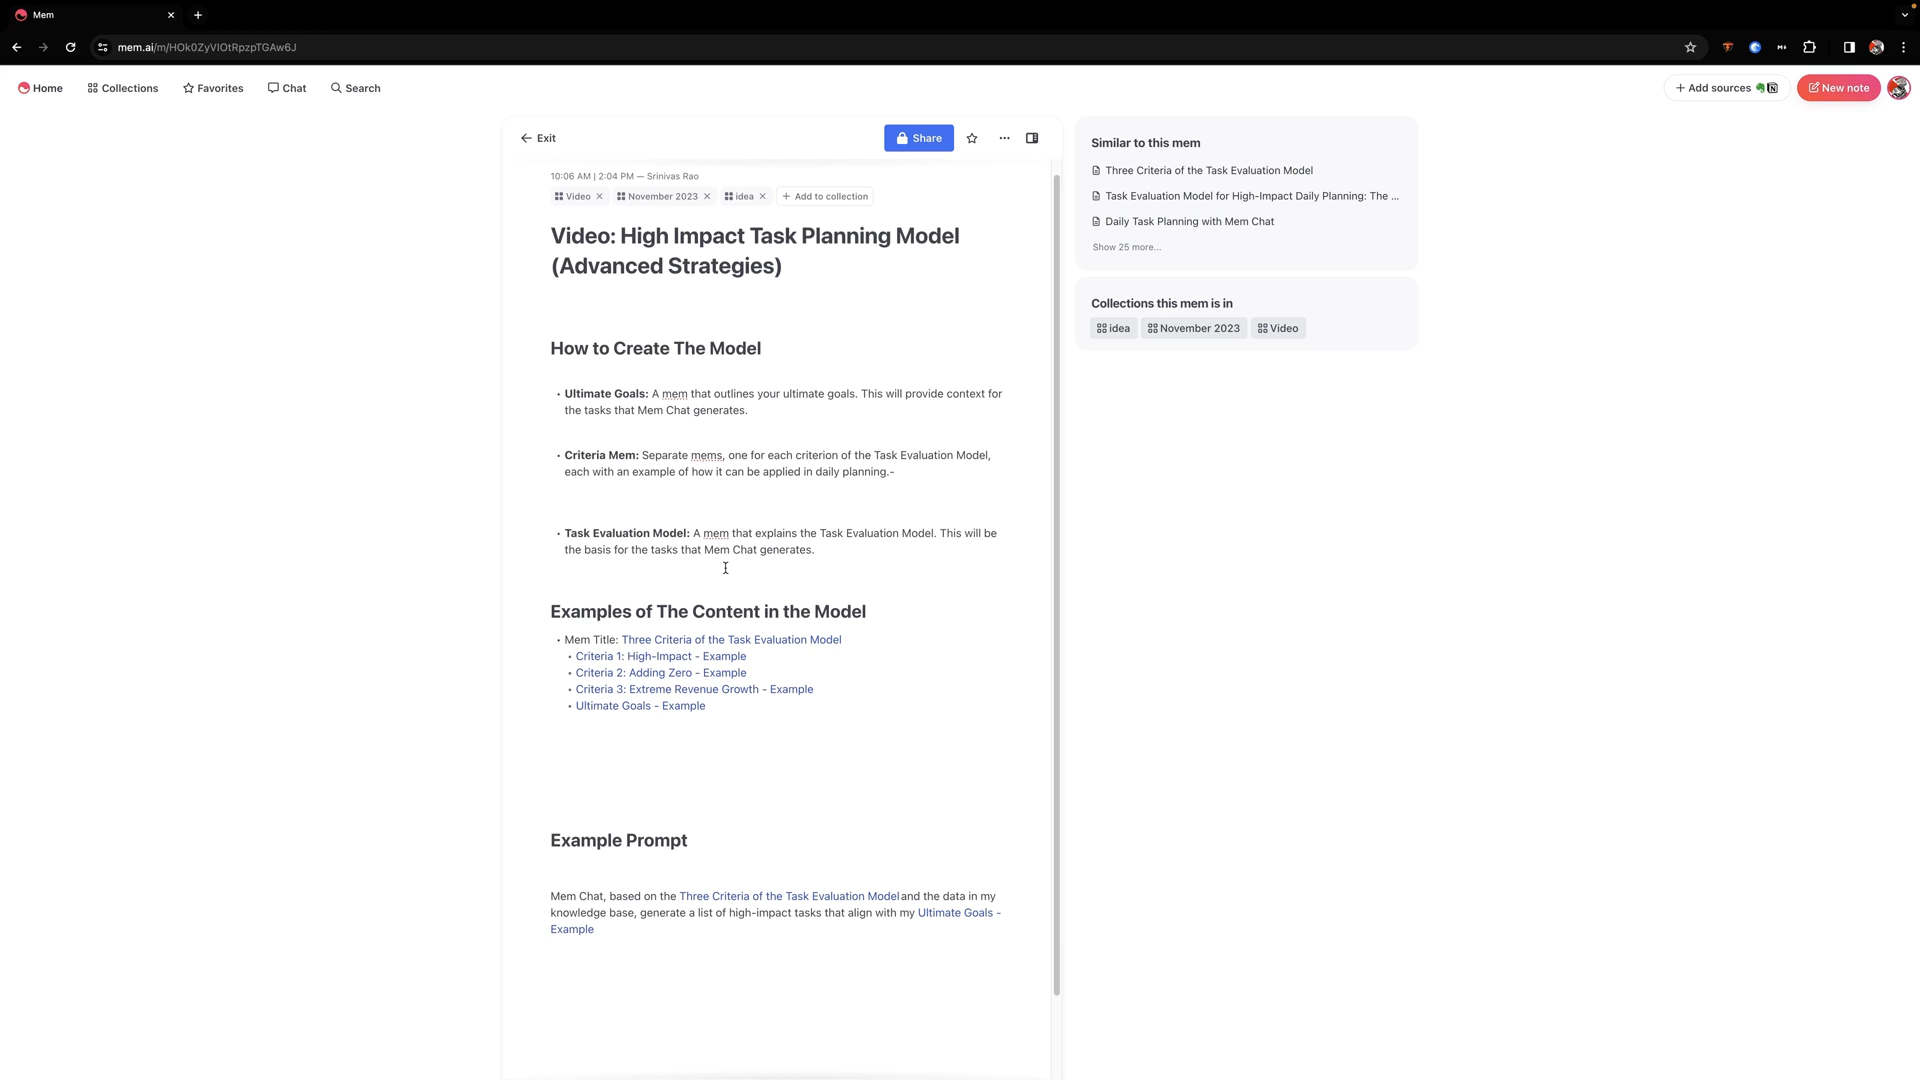 Mem
mem.ai/m/HOk0ZyVIOtRpzpTGAw6J
Home
Collections
Favorites
Chat
Search
+ Add sources
New note
Exit
Share
10:06 AM | 2:04 PM — Srinivas Rao
Video
November 2023
idea
+ Add to collection
Video: High Impact Task Planning Model
(Advanced Strategies)
How to Create The Model
• Ultimate Goals: A mem that outlines your ultimate goals. This will provide context for
the tasks that Mem Chat generates.
• Criteria Mem: Separate mems, one for each criterion of the Task Evaluation Model,
each with an example of how it can be applied in daily planning.-
• Task Evaluation Model: A mem that explains the Task Evaluation Model. This will be
the basis for the tasks that Mem Chat generates.
Examples of The Content in the Model
• Mem Title: Three Criteria of the Task Evaluation Model
• Criteria 1: High-Impact - Example
• Criteria 2: Adding Zero - Example
• Criteria 3: Extreme Revenue Growth - Example
• Ultimate Goals - Example
Example Prompt
Mem Chat, based on the Three Criteria of the Task Evaluation Model and the data in my
knowledge base, generate a list of high-impact tasks that align with my Ultimate Goals -
Example
Similar to this mem
Three Criteria of the Task Evaluation Model
Task Evaluation Model for High-Impact Daily Planning: The ...
Daily Task Planning with Mem Chat
Show 25 more...
Collections this mem is in
idea
November 2023
Video